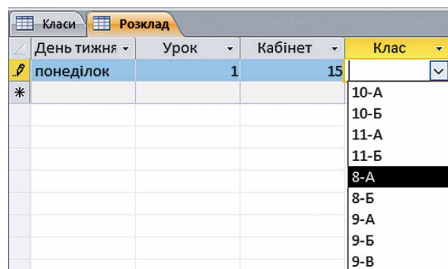 Класи Розклад
День тижня Урок Кабінет Клас
понеділок 1 15
10-А
10-Б
11-А
11-Б
8-А
8-Б
9-А
9-Б
9-В